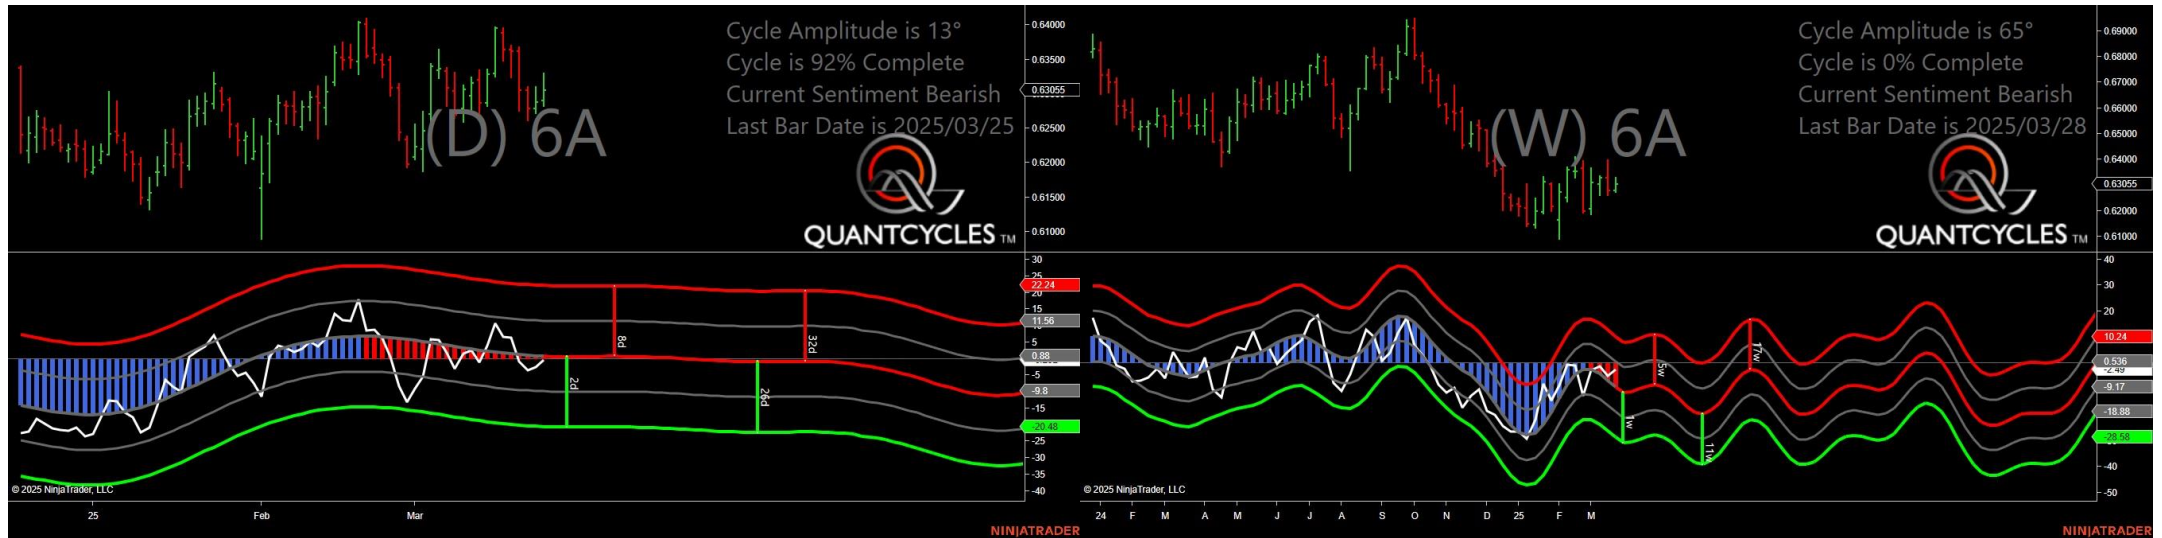 Cycle Amplitude is 13°
Cycle is 92% Complete
Current Sentiment Bearish
Last Bar Date is 2025/03/25
(D) 6A
QUANTCYCLES TM
0.64000
0.63500
0.63055
0.62500
0.62000
0.61500
0.61000
30
25
22.24
20
15
11.56
5
0.88
-5
-9.8
-15
-20.48
-25
-30
-35
-40
2d
8d
26d
32d
© 2025 NinjaTrader, LLC
25 Feb Mar
NINJATRADER
Cycle Amplitude is 65°
Cycle is 0% Complete
Current Sentiment Bearish
Last Bar Date is 2025/03/28
(W) 6A
QUANTCYCLES TM
0.69000
0.68000
0.67000
0.66000
0.65000
0.64000
0.63055
0.62000
0.61000
40
30
20
10.24
0.536
-2.49
-9.17
-18.88
-28.58
-40
-50
1w
5w
11w
17w
© 2025 NinjaTrader, LLC
24 F M A M J J A S O N D 25 F M
NINJATRADER